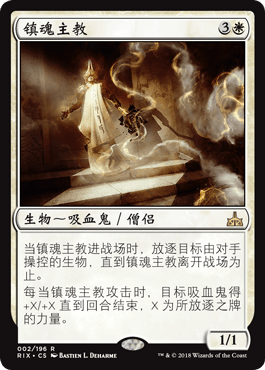 镇魂主教 3
生物～吸血鬼／僧侣
当镇魂主教进战场时，放逐目标由对手
操控的生物，直到镇魂主教离开战场为
止。
每当镇魂主教攻击时，目标吸血鬼得
+X/+X 直到回合结束，X 为所放逐之牌
的力量。
1/1
002/196 R
RIX • CS BASTIEN L. DEHARME
™ & © 2018 Wizards of the Coast